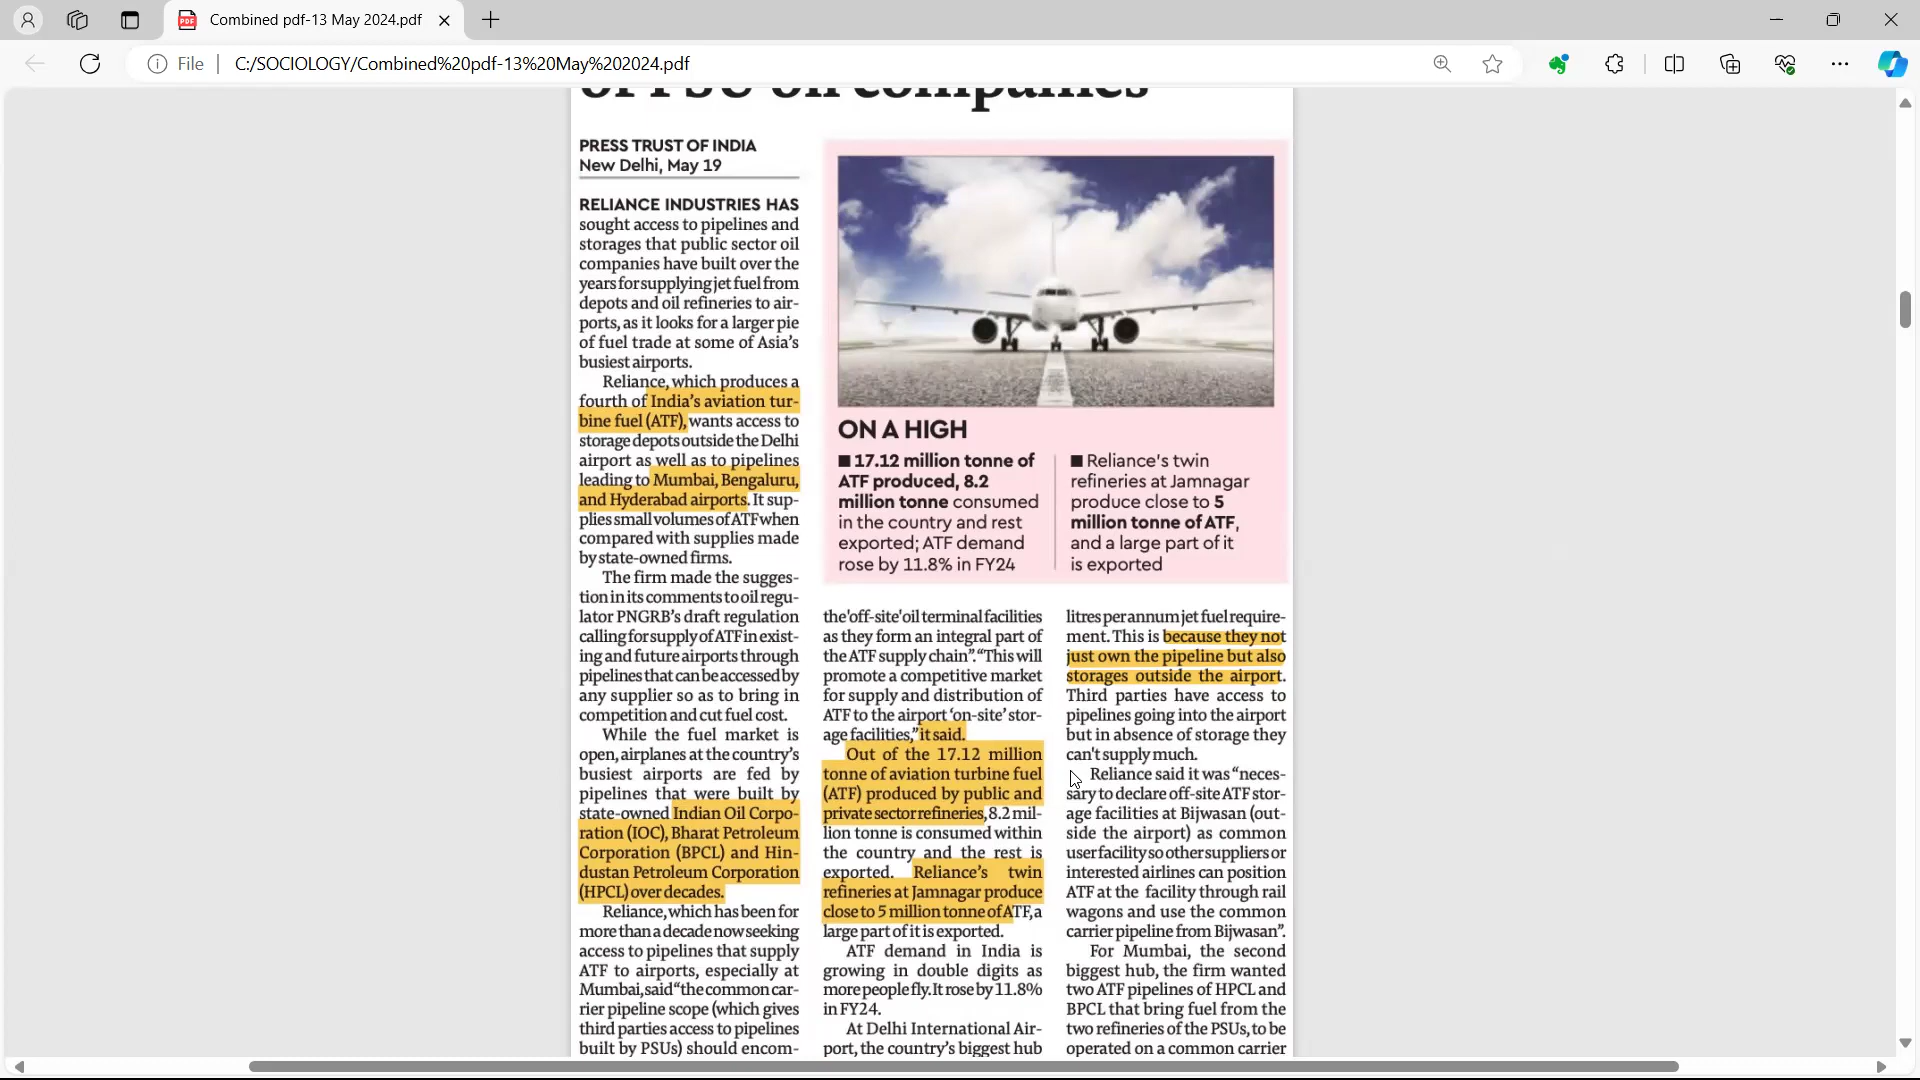 Combined pdf-13 May 2024.pdf
File
C:/SOCIOLOGY/Combined%20pdf-13%20May%202024.pdf
of PSU oil companies
PRESS TRUST OF INDIA
New Delhi, May 19
RELIANCE INDUSTRIES HAS
sought access to pipelines and
storages that public sector oil
companies have built over the
years for supplying jet fuel from
depots and oil refineries to air-
ports, as it looks for a larger pie
of fuel trade at some of Asia's
busiest airports.
Reliance, which produces a
fourth of India's aviation tur-
bine fuel (ATF), wants access to
storage depots outside the Delhi
airport as well as to pipelines
leading to Mumbai, Bengaluru,
and Hyderabad airports. It sup-
plies small volumes of ATF when
compared with supplies made
by state-owned firms.
The firm made the sugges-
tion in its comments to oil regu-
lator PNGRB's draft regulation
calling for supply of ATF in exist-
ing and future airports through
pipelines that can be accessed by
any supplier so as to bring in
competition and cut fuel cost.
While the fuel market is
open, airplanes at the country's
busiest airports are fed by
pipelines that were built by
state-owned Indian Oil Corpo-
ration (IOC), Bharat Petroleum
Corporation (BPCL) and Hin-
dustan Petroleum Corporation
(HPCL) over decades.
Reliance, which has been for
more than a decade now seeking
access to pipelines that supply
ATF to airports, especially at
Mumbai, said "the common car-
rier pipeline scope (which gives
third parties access to pipelines
built by PSUs) should encom-
ON A HIGH
■ 17.12 million tonne of
ATF produced, 8.2
million tonne consumed
in the country and rest
exported; ATF demand
rose by 11.8% in FY24
■ Reliance's twin
refineries at Jamnagar
produce close to 5
million tonne of ATF,
and a large part of it
is exported
the 'off-site' oil terminal facilities
as they form an integral part of
the ATF supply chain". "This will
promote a competitive market
for supply and distribution of
ATF to the airport 'on-site' stor-
age facilities," it said.
Out of the 17.12 million
tonne of aviation turbine fuel
(ATF) produced by public and
private sector refineries, 8.2 mil-
lion tonne is consumed within
the country and the rest is
exported. Reliance's twin
refineries at Jamnagar produce
close to 5 million tonne of ATF, a
large part of it is exported.
ATF demand in India is
growing in double digits as
more people fly. It rose by 11.8%
in FY24.
At Delhi International Air-
port, the country's biggest hub
litres per annum jet fuel require-
ment. This is because they not
just own the pipeline but also
storages outside the airport.
Third parties have access to
pipelines going into the airport
but in absence of storage they
can't supply much.
Reliance said it was "neces-
sary to declare off-site ATF stor-
age facilities at Bijwasan (out-
side the airport) as common
user facility so other suppliers or
interested airlines can position
ATF at the facility through rail
wagons and use the common
carrier pipeline from Bijwasan".
For Mumbai, the second
biggest hub, the firm wanted
two ATF pipelines of HPCL and
BPCL that bring fuel from the
two refineries of the PSUs, to be
operated on a common carrier